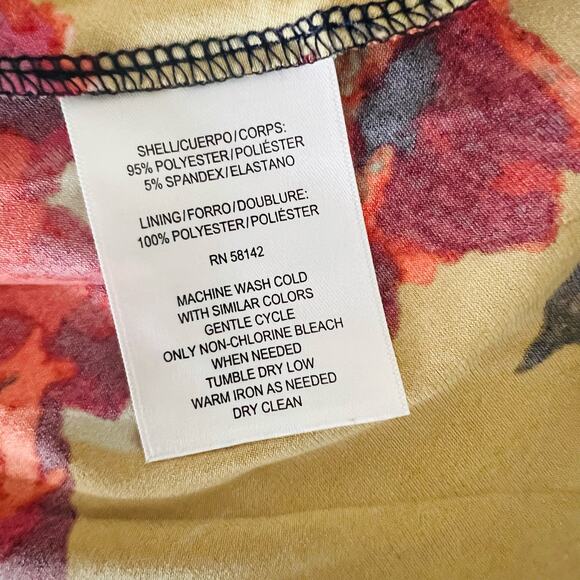 SHELL/CUERPO/CORPS:
95% POLYESTER/POLIÉSTER
5% SPANDEX/ELASTANO
LINING/FORRO/DOUBLURE:
100% POLYESTER/POLIÉSTER
RN 58142
MACHINE WASH COLD
WITH SIMILAR COLORS
GENTLE CYCLE
ONLY NON-CHLORINE BLEACH
WHEN NEEDED
TUMBLE DRY LOW
WARM IRON AS NEEDED
DRY CLEAN